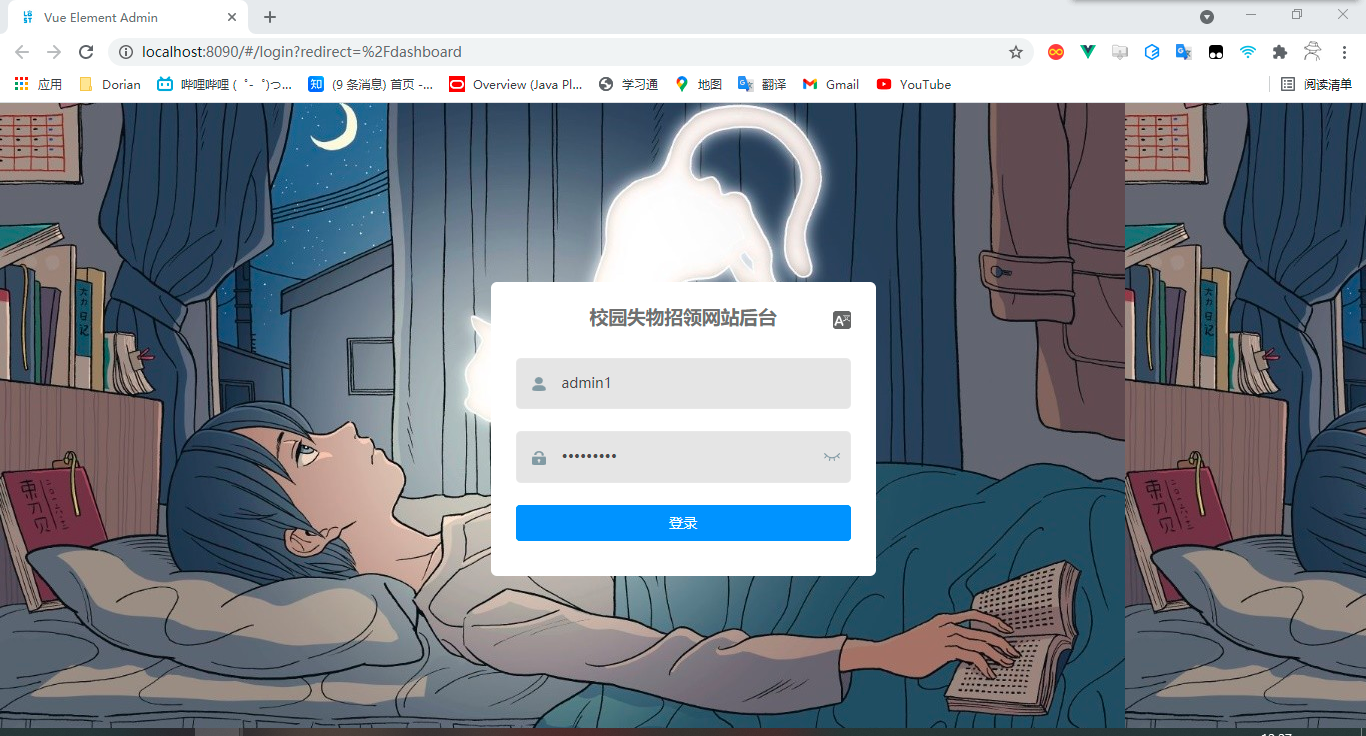 Vue Element Admin
localhost:8090/#/login?redirect=%2Fdashboard
应用
Dorian
哔哩哔哩 (゜-゜)つ...
(9 条消息) 首页 -...
Overview (Java Pl...
学习通
地图
翻译
Gmail
YouTube
阅读清单
校园失物招领网站后台
admin1
•••••••••
登录